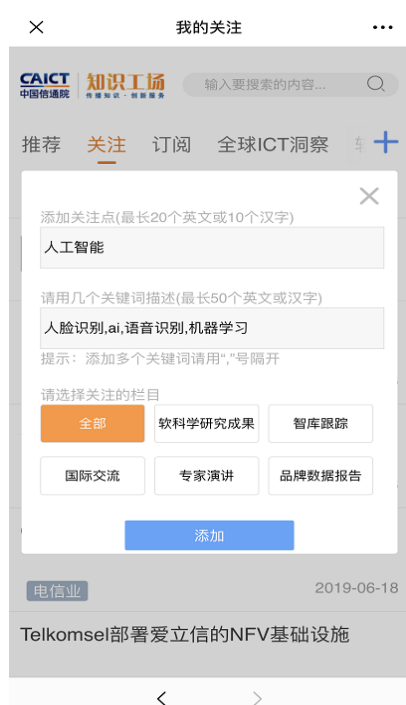 我的关注
CAICT 知识工场
中国信通院 传播知识·创新服务
输入要搜索的内容...
推荐 关注 订阅 全球ICT洞察
添加关注点(最长20个英文或10个汉字)
人工智能
请用几个关键词描述(最长50个英文或汉字)
人脸识别,ai,语音识别,机器学习
提示：添加多个关键词请用“,”号隔开
请选择关注的栏目
全部 软科学研究成果 智库跟踪
国际交流 专家演讲 品牌数据报告
添加
电信业 2019-06-18
Telkomsel部署爱立信的NFV基础设施